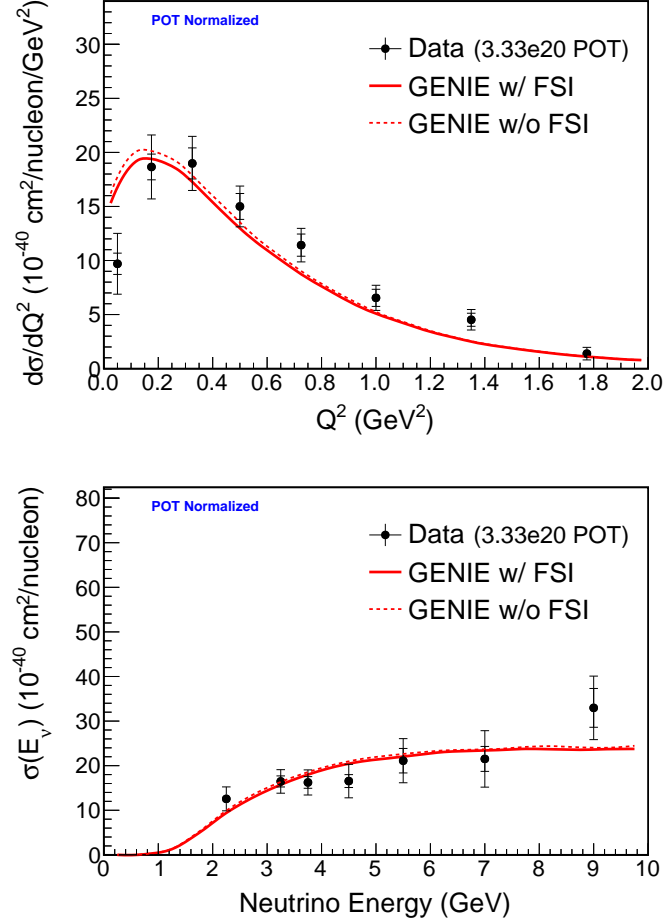 POT Normalized
Data (3.33e20 POT)
GENIE w/ FSI
GENIE w/o FSI
dσ/dQ² (10⁻⁴⁰ cm²/nucleon/GeV²)
30
25
20
15
10
5
0
0.0 0.2 0.4 0.6 0.8 1.0 1.2 1.4 1.6 1.8 2.0
Q² (GeV²)
POT Normalized
Data (3.33e20 POT)
GENIE w/ FSI
GENIE w/o FSI
σ(E_ν) (10⁻⁴⁰ cm²/nucleon)
80
70
60
50
40
30
20
10
0
0 1 2 3 4 5 6 7 8 9 10
Neutrino Energy (GeV)